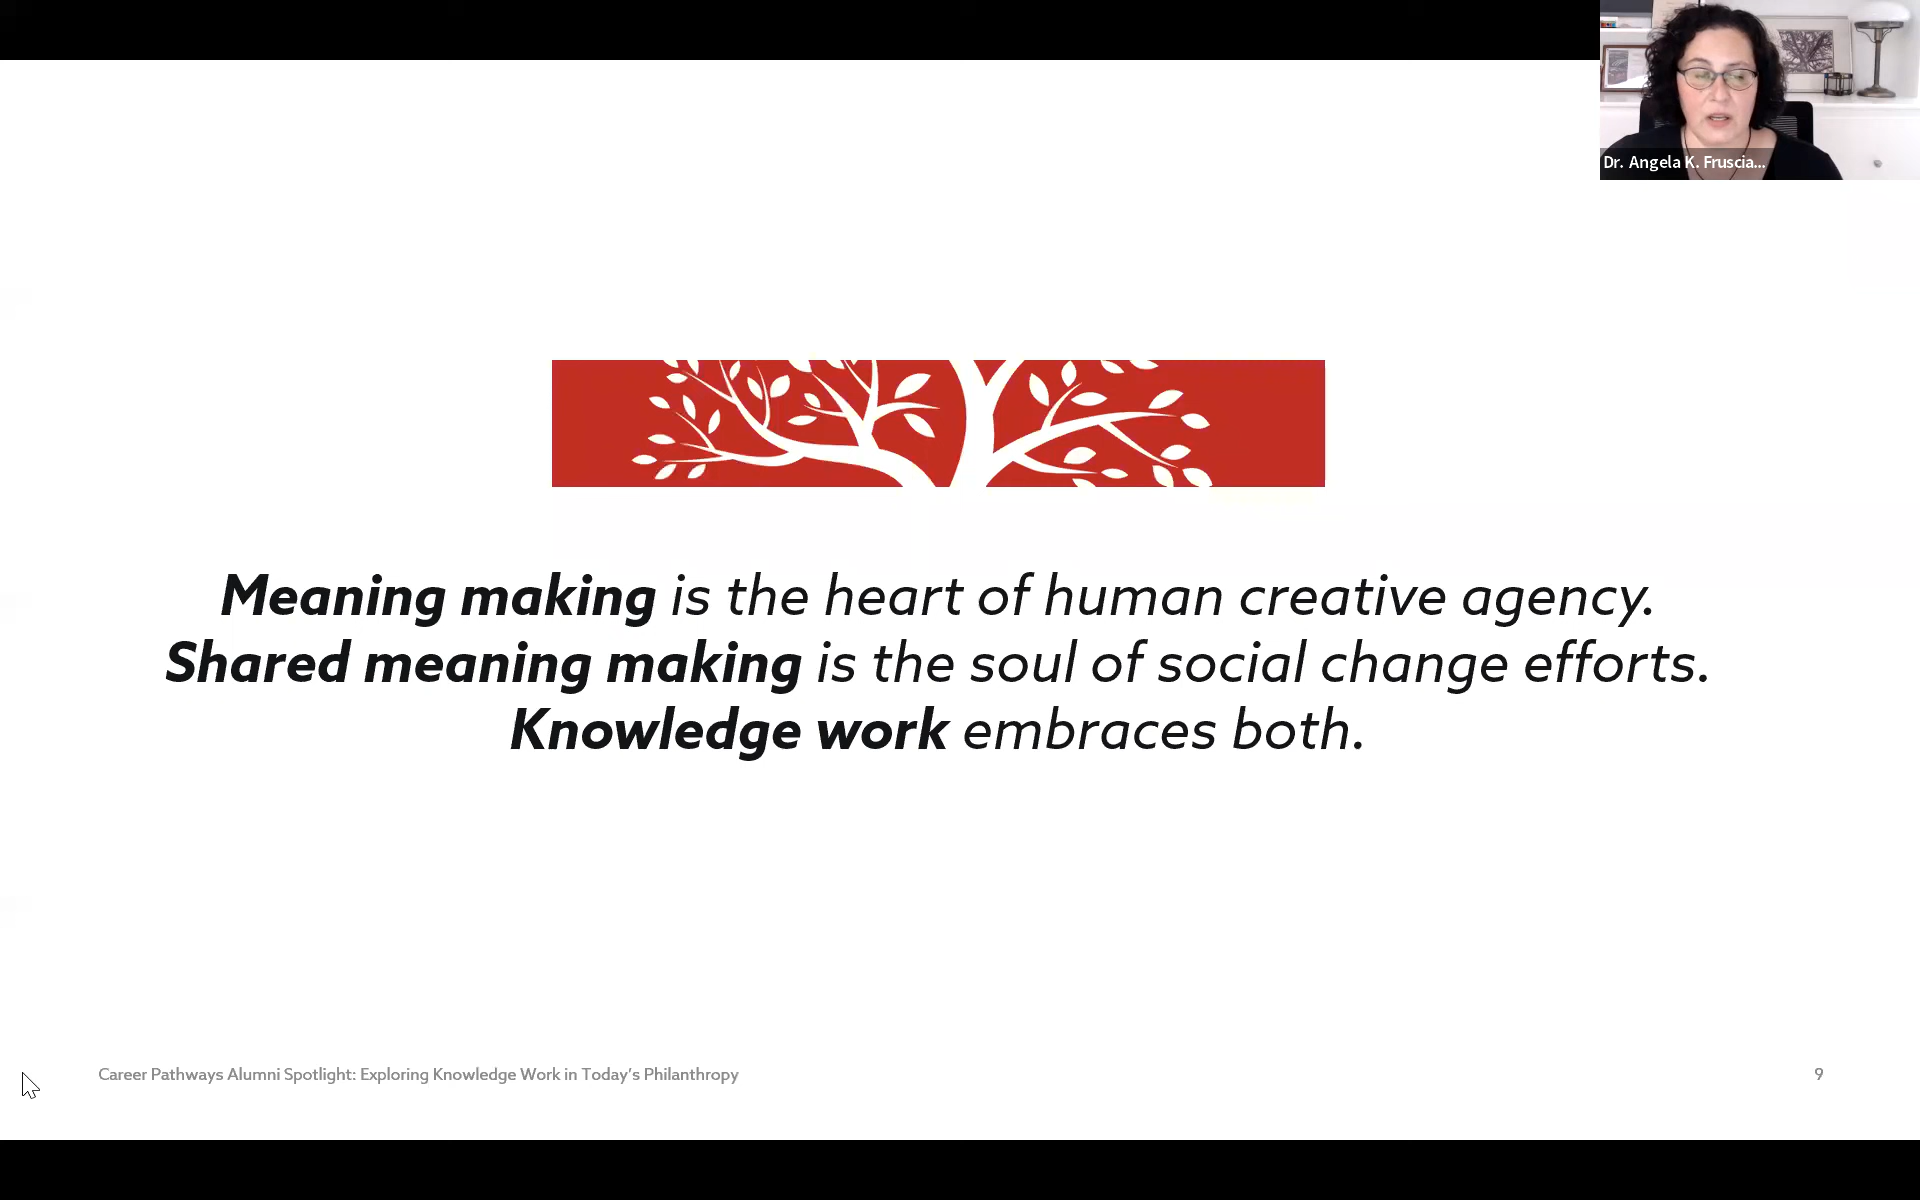 Dr. Angela K. Fruscia...
Meaning making is the heart of human creative agency.
Shared meaning making is the soul of social change efforts.
Knowledge work embraces both.
Career Pathways Alumni Spotlight: Exploring Knowledge Work in Today's Philanthropy
9